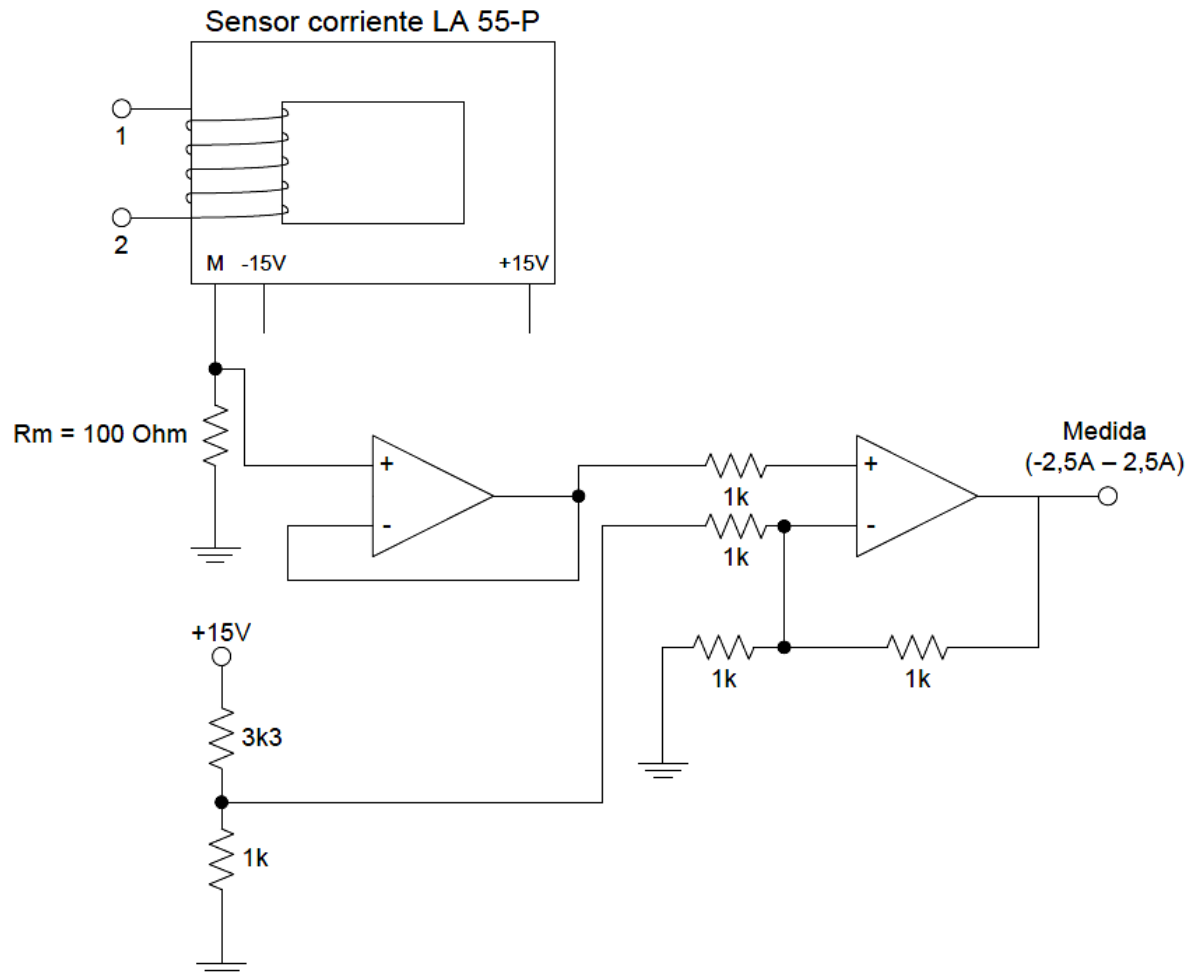 Sensor corriente LA 55-P
1
2
M -15V +15V
Rm = 100 Ohm
+
-
1k
1k
+
-
Medida
(-2,5A – 2,5A)
1k
1k
+15V
3k3
1k